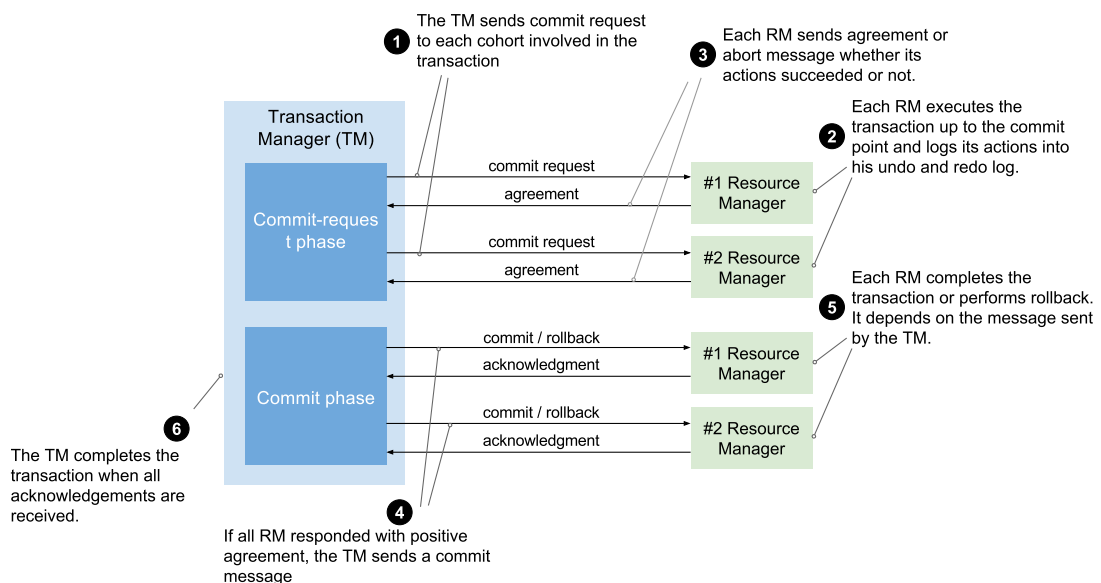 1
The TM sends commit request
to each cohort involved in the
transaction
3
Each RM sends agreement or
abort message whether its
actions succeeded or not.
2
Each RM executes the
transaction up to the commit
point and logs its actions into
his undo and redo log.
Transaction
Manager (TM)
Commit-reques
t phase
commit request
agreement
commit request
agreement
#1 Resource
Manager
#2 Resource
Manager
5
Each RM completes the
transaction or performs rollback.
It depends on the message sent
by the TM.
Commit phase
commit / rollback
acknowledgment
commit / rollback
acknowledgment
#1 Resource
Manager
#2 Resource
Manager
6
The TM completes the
transaction when all
acknowledgements are
received.
4
If all RM responded with positive
agreement, the TM sends a commit
message